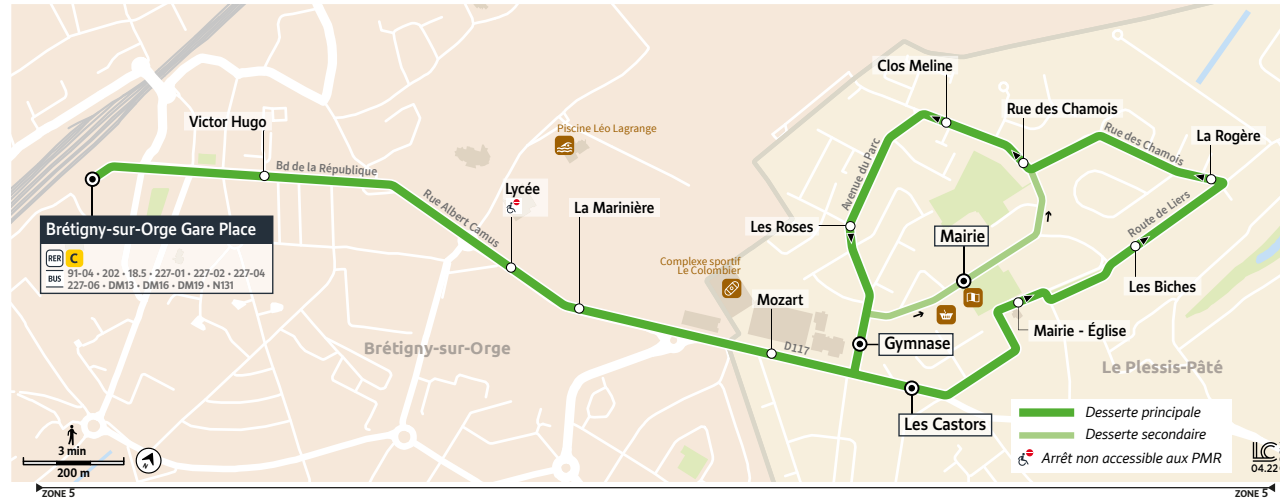 Clos Meline
Rue des Chamois
Victor Hugo
Piscine Léo Lagrange
Rue des Chamois
La Rogère
Bd de la République
Avenue du Parc
Lycée
Rue Albert Camus
La Marinière
Les Roses
Route de Liers
Brétigny-sur-Orge Gare Place
RER C
BUS
91-04 • 202 • 18.5 • 227-01 • 227-02 • 227-04
227-06 • DM13 • DM16 • DM19 • N131
Mairie
Complexe sportif
Le Colombier
Les Biches
Mozart
Mairie - Église
Gymnase
D117
Brétigny-sur-Orge
Le Plessis-Pâté
Les Castors
Desserte principale
Desserte secondaire
Arrêt non accessible aux PMR
3 min
200 m
LC
04.22
ZONE 5
ZONE 5